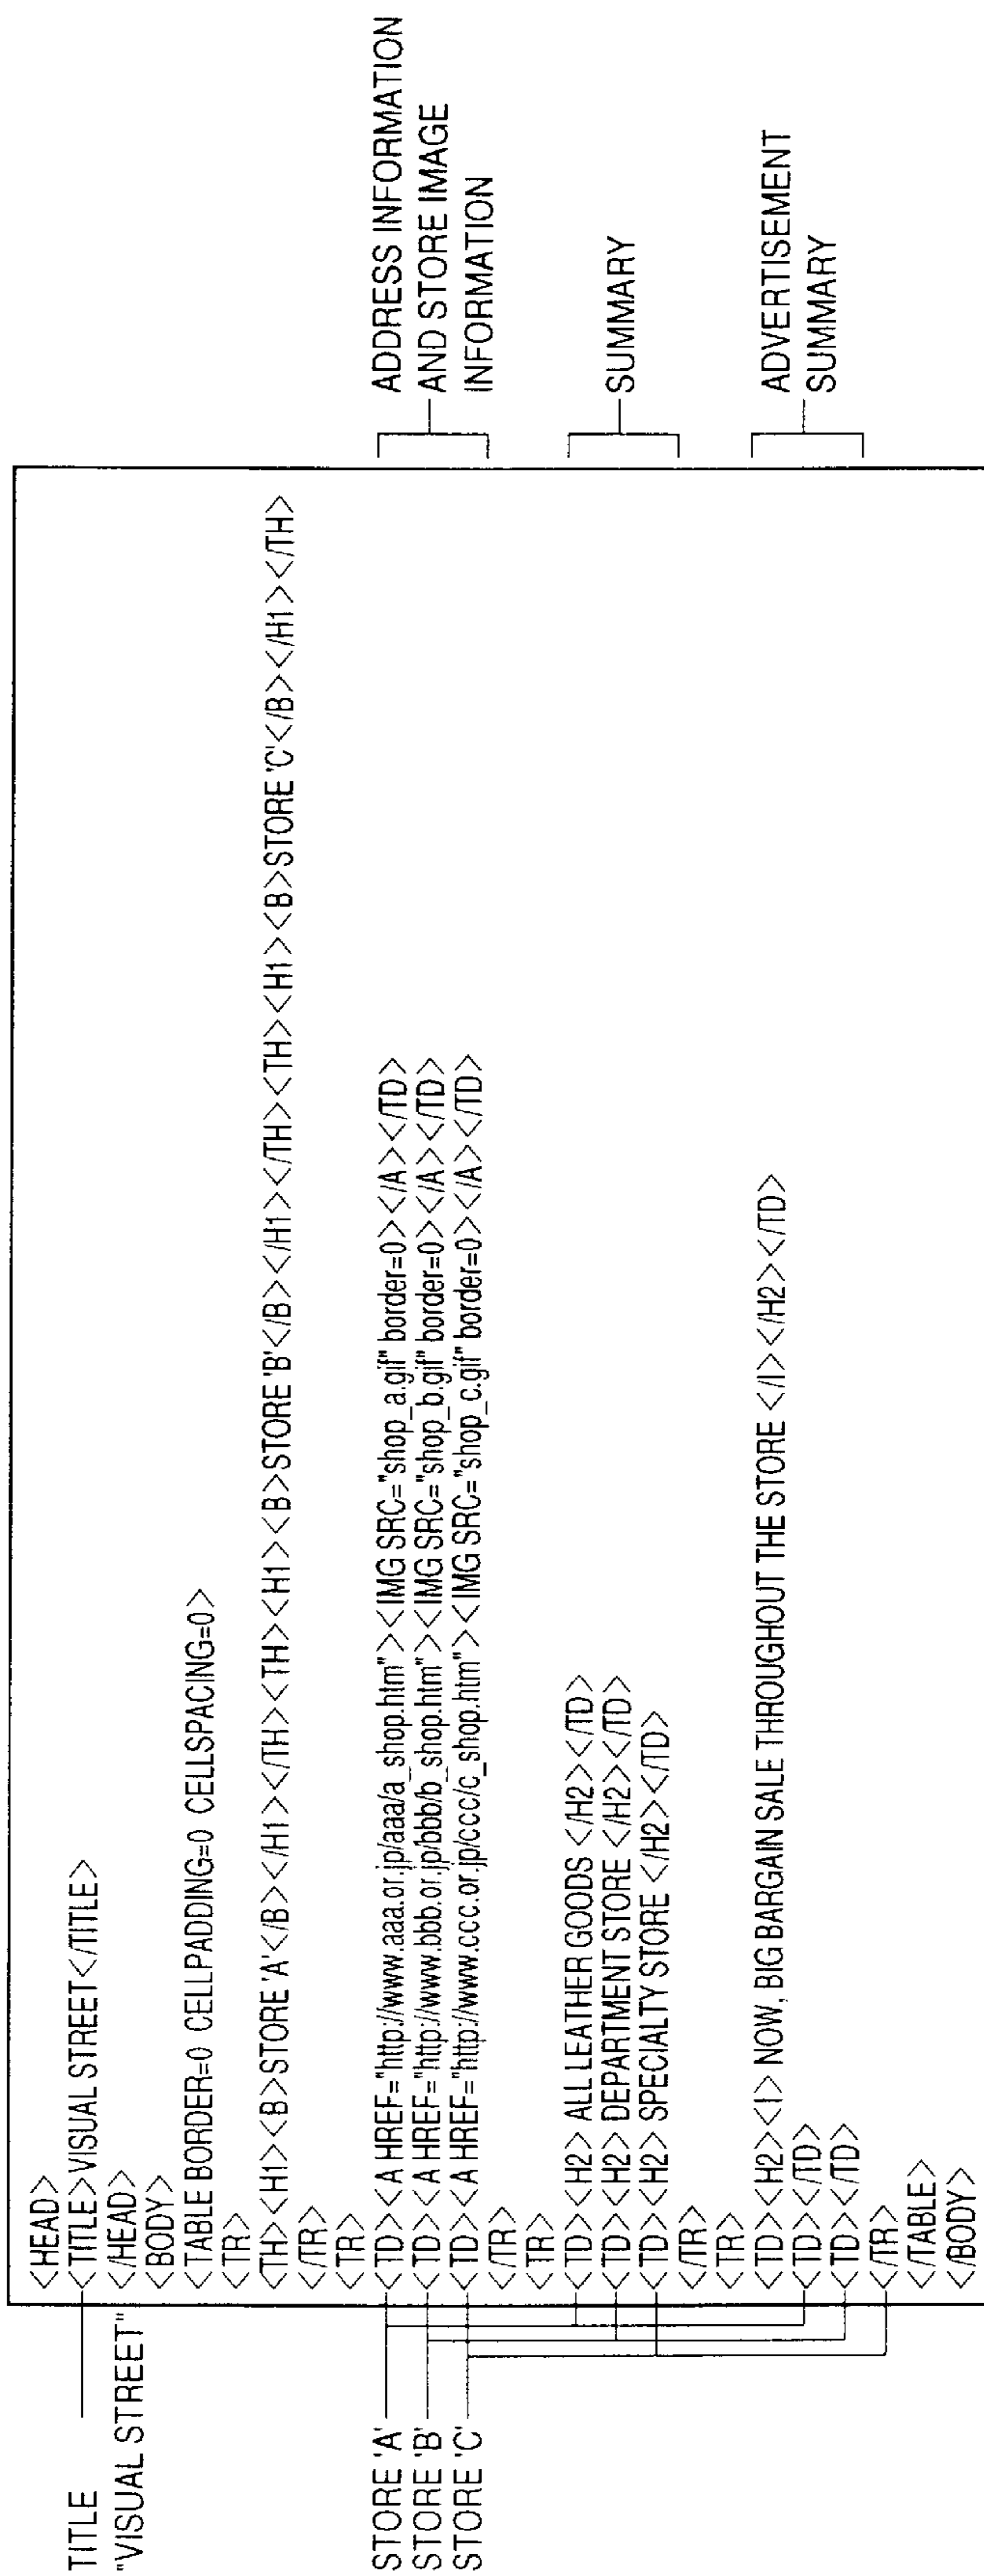 TITLE
"VISUAL STREET"
STORE 'A'
STORE 'B'
STORE 'C'
<HEAD>
<TITLE>VISUAL STREET</TITLE>
</HEAD>
<BODY>
<TABLE BORDER=0 CELLPADDING=0 CELLSPACING=0>
<TR>
<TH><H1><B>STORE 'A'</B></H1></TH><TH><H1><B>STORE 'B'</B></H1></TH><TH><H1><B>STORE 'C'</B></H1></TH>
</TR>
<TR>
<TD><A HREF="http://www.aaa.or.jp/aaa/a_shop.htm"><IMG SRC="shop_a.gif" border=0></A></TD>
<TD><A HREF="http://www.bbb.or.jp/bbb/b_shop.htm"><IMG SRC="shop_b.gif" border=0></A></TD>
<TD><A HREF="http://www.ccc.or.jp/ccc/c_shop.htm"><IMG SRC="shop_c.gif" border=0></A></TD>
</TR>
<TR>
<TD><H2> ALL LEATHER GOODS </H2></TD>
<TD><H2> DEPARTMENT STORE </H2></TD>
<TD><H2> SPECIALTY STORE </H2></TD>
</TR>
<TR>
<TD><H2><I> NOW, BIG BARGAIN SALE THROUGHOUT THE STORE </I></H2></TD>
<TD></TD>
<TD></TD>
</TR>
</TABLE>
</BODY>
ADDRESS INFORMATION
AND STORE IMAGE
INFORMATION
SUMMARY
ADVERTISEMENT
SUMMARY